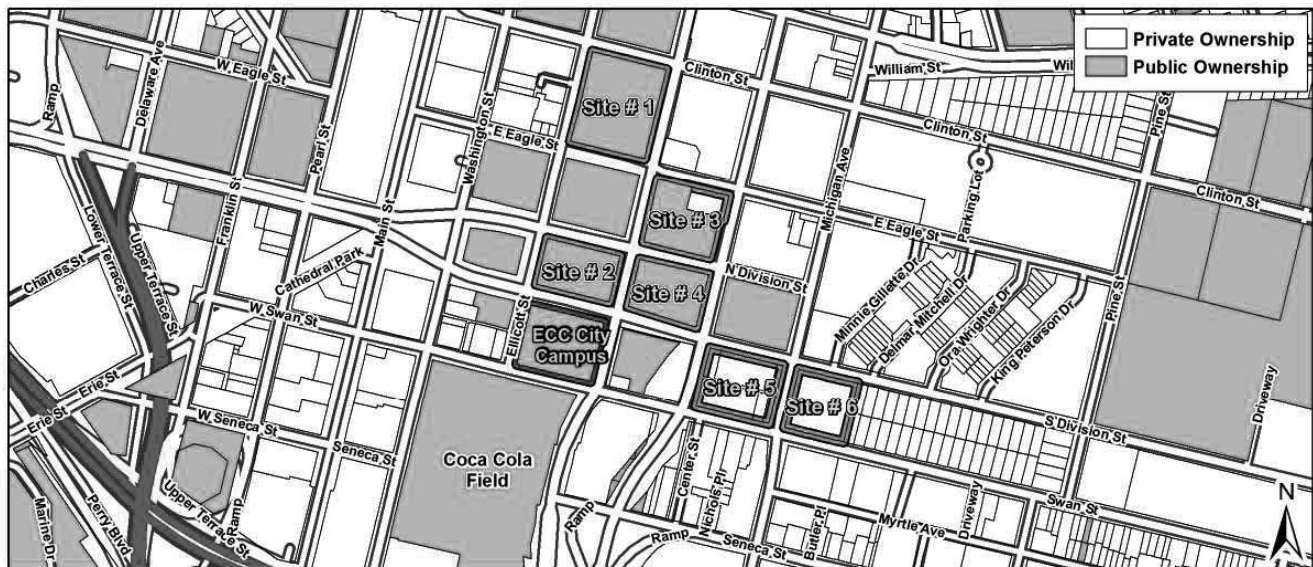 Private Ownership
Public Ownership
Ramp
Delaware Ave
W Eagle St
Pearl St
Franklin St
Main St
Washington St
E Eagle St
Site # 1
Clinton St
William St
Clinton St
Pine St
Clinton St
Michigan Ave
Parking Lot
E Eagle St
Site # 3
N Division St
Site # 2
Site # 4
Ellicott St
ECC City
Campus
Cathedral Park
W Swan St
Charles St
Lower Terrace St
Upper Terrace St
Erie St
Erie St
W Seneca St
Seneca St
Coca Cola
Field
Minnie Gillette Dr
Delmar Mitchell Dr
Ora Wrighter Dr
King Peterson Dr
Pine St
Site # 5
Site # 6
S Division St
Driveway
Swan St
Center St
Nichols Pl
Butler Pl
Myrtle Ave
Driveway
Ramp
Ramp
Seneca St
Upper Terrace St
Ramp
Perry Blvd
Marine Dr
N